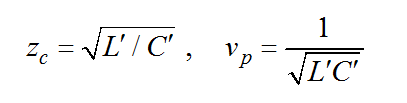 z_c = √(L′ / C′) , v_p = 1 / √(L′C′)